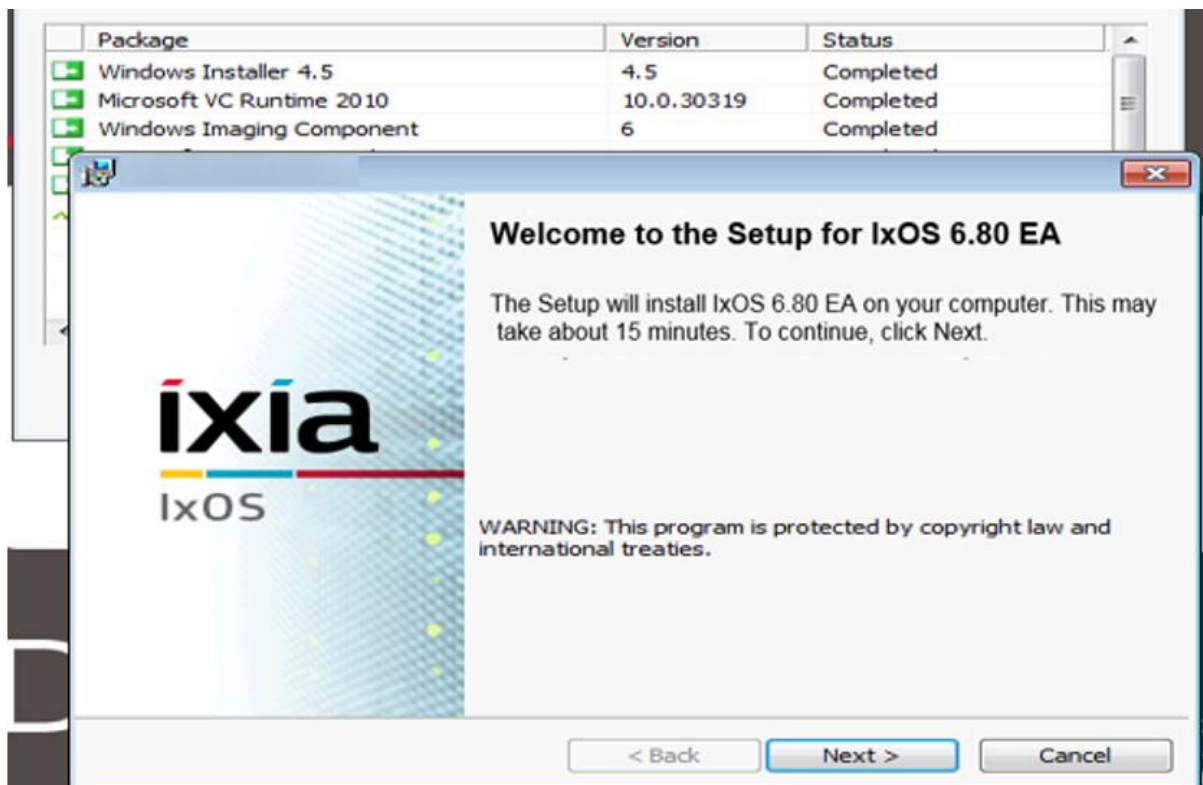 Package Version Status
Windows Installer 4.5 4.5 Completed
Microsoft VC Runtime 2010 10.0.30319 Completed
Windows Imaging Component 6 Completed
Welcome to the Setup for IxOS 6.80 EA
The Setup will install IxOS 6.80 EA on your computer. This may
take about 15 minutes. To continue, click Next.
ixia
IxOS
WARNING: This program is protected by copyright law and
international treaties.
< Back Next > Cancel